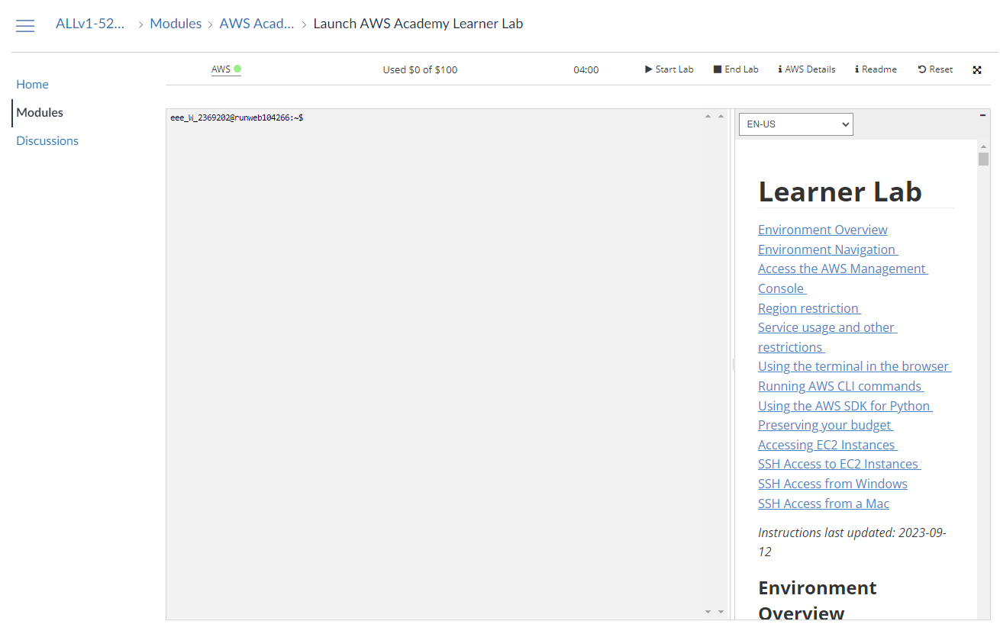 ALLv1-52... > Modules > AWS Acad... > Launch AWS Academy Learner Lab
AWS Used $0 of $100 04:00 Start Lab End Lab AWS Details Readme Reset
Home
Modules
Discussions
eee_W_2369202@runweb104266:~$
EN-US
Learner Lab
Environment Overview
Environment Navigation
Access the AWS Management
Console
Region restriction
Service usage and other
restrictions
Using the terminal in the browser
Running AWS CLI commands
Using the AWS SDK for Python
Preserving your budget
Accessing EC2 Instances
SSH Access to EC2 Instances
SSH Access from Windows
SSH Access from a Mac
Instructions last updated: 2023-09-
12
Environment
Overview